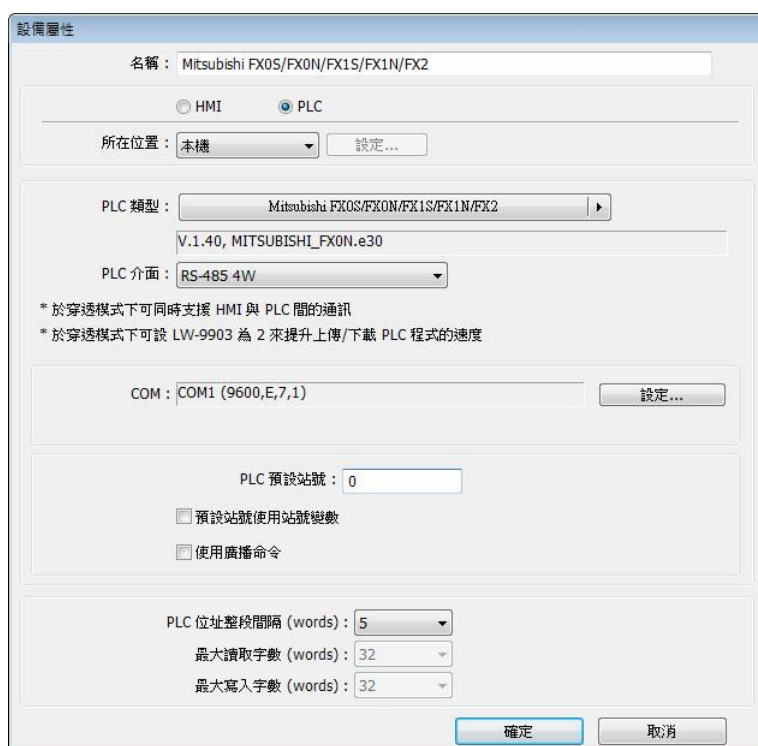 設備屬性
名稱： Mitsubishi FX0S/FX0N/FX1S/FX1N/FX2
HMI PLC
所在位置： 本機 設定...
PLC 類型： Mitsubishi FX0S/FX0N/FX1S/FX1N/FX2
V.1.40, MITSUBISHI_FX0N.e30
PLC 介面： RS-485 4W
* 於穿透模式下可同時支援 HMI 與 PLC 間的通訊
* 於穿透模式下可設 LW-9903 為 2 來提升上傳/下載 PLC 程式的速度
COM： COM1 (9600,E,7,1) 設定...
PLC 預設站號： 0
預設站號使用站號變數
使用廣播命令
PLC 位址整段間隔 (words)： 5
最大讀取字數 (words)： 32
最大寫入字數 (words)： 32
確定 取消